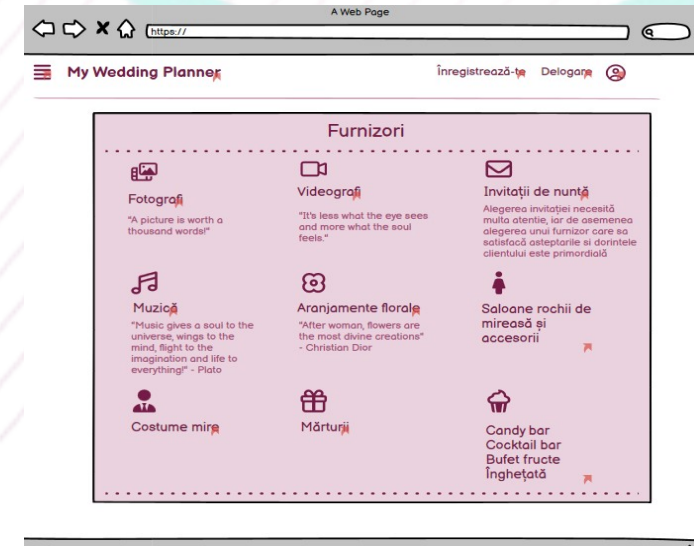 A Web Page
https://
My Wedding Planner
Înregistrează-te
Delogare
Furnizori
Fotografi
"A picture is worth a
thousand words!"
Videografi
"It's less what the eye sees
and more what the soul
feels."
Invitații de nuntă
Alegerea invitației necesită
multa atentie, iar de asemenea
alegerea unui furnizor care sa
satisfacă asteptarile si dorintele
clientului este primordială
Muzică
"Music gives a soul to the
universe, wings to the
mind, flight to the
imagination and life to
everything!" - Plato
Aranjamente florale
"After woman, flowers are
the most divine creations"
- Christian Dior
Saloane rochii de
mireasă și
accesorii
Costume mire
Mărturii
Candy bar
Cocktail bar
Bufet fructe
Înghețată